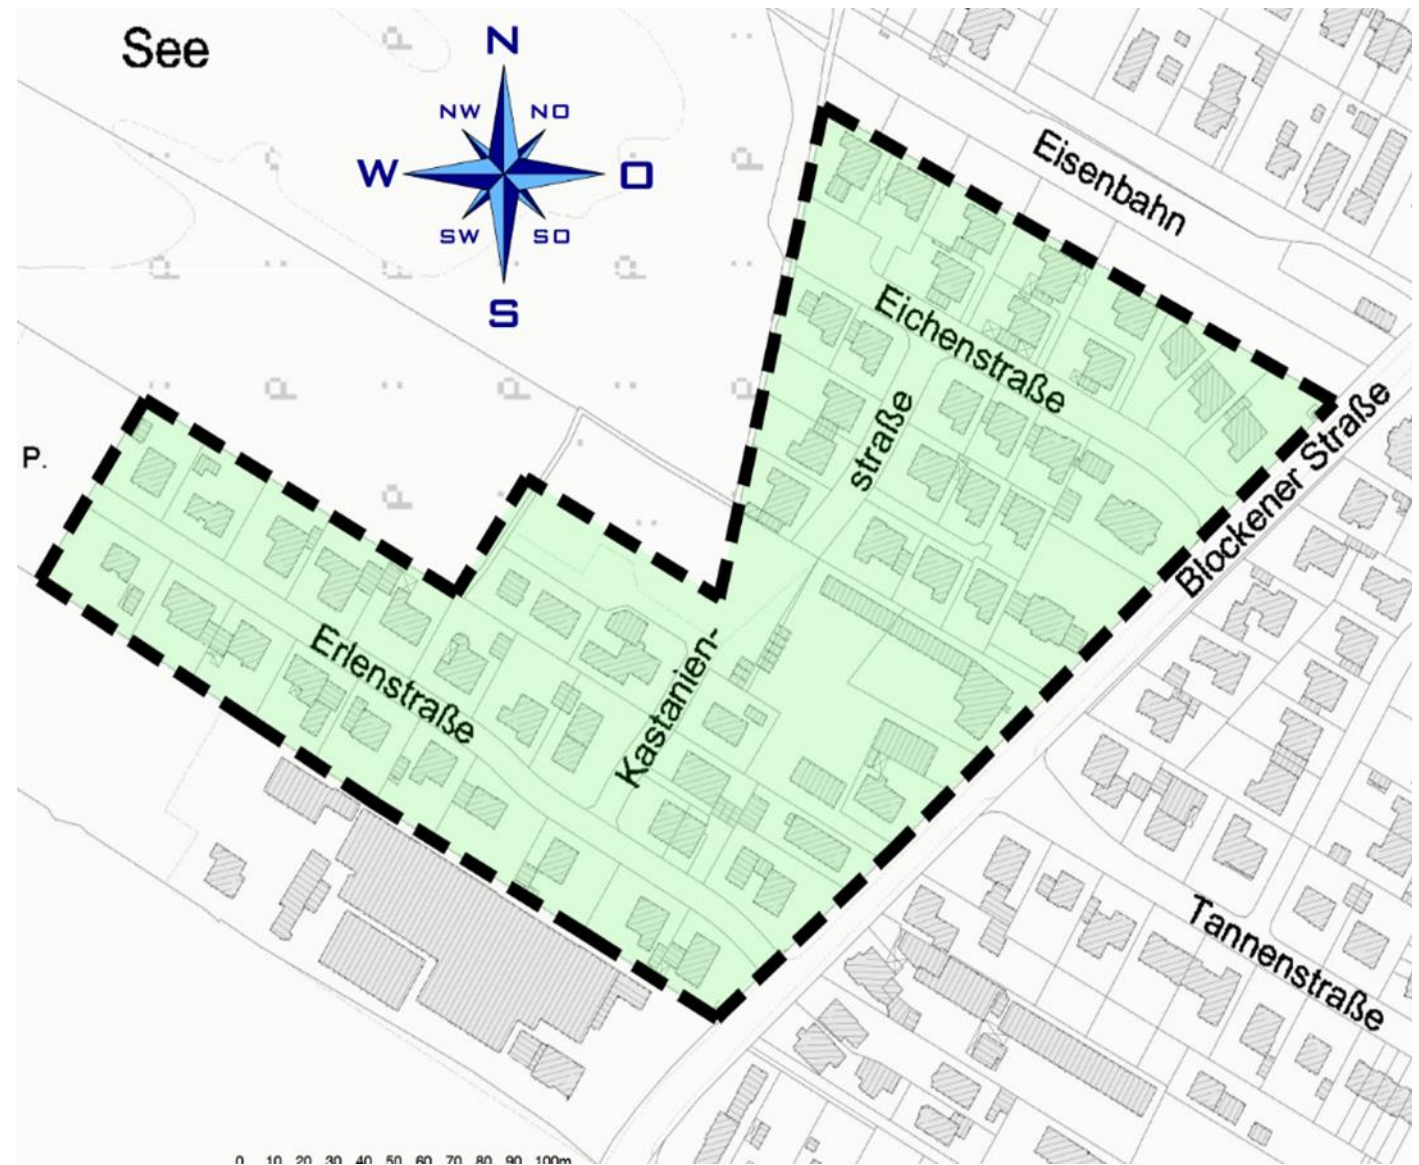 See
N
NW NO
W O
SW SO
S
Eisenbahn
Eichenstraße
straße
Blockener Straße
P.
Erlenstraße
Kastanien-
Tannenstraße
0 10 20 30 40 50 60 70 80 90 100m